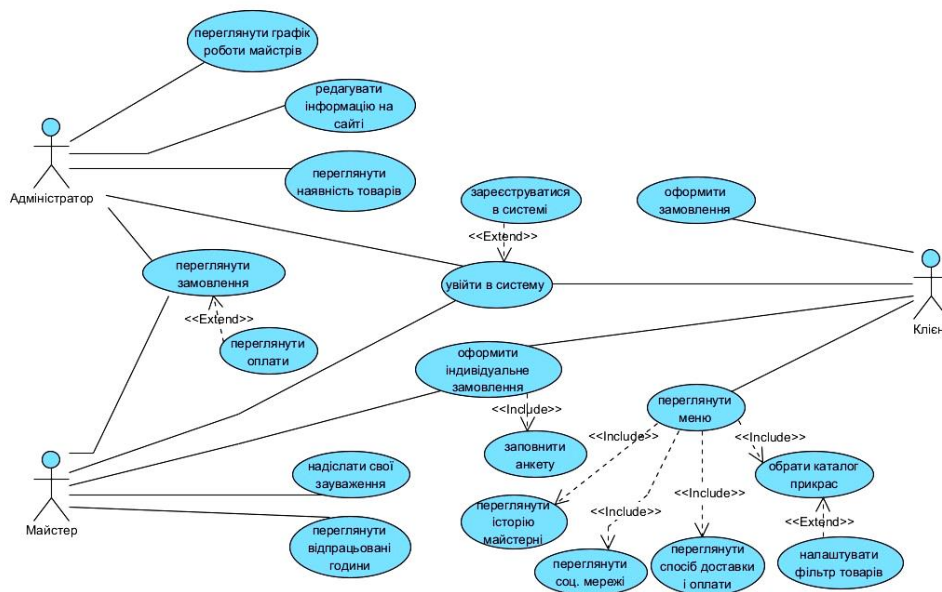 переглянути графік
роботи майстрів
редагувати
інформацію на
сайті
Адміністратор
переглянути
наявність товарів
зареєструватися
в системі
оформити
замовлення
<<Extend>>
переглянути
замовлення
увійти в систему
Клієн
<<Extend>>
переглянути
оплати
оформити
індивідуальне
замовлення
переглянути
меню
<<Include>>
<<Include>>
<<Include>>
заповнити
анкету
обрати каталог
прикрас
надіслати свої
зауваження
Майстер
<<Include>>
<<Include>>
переглянути
історію
майстерні
<<Extend>>
переглянути
відпрацьовані
години
переглянути
соц. мережі
переглянути
спосіб доставки
і оплати
налаштувати
фільтр товарів